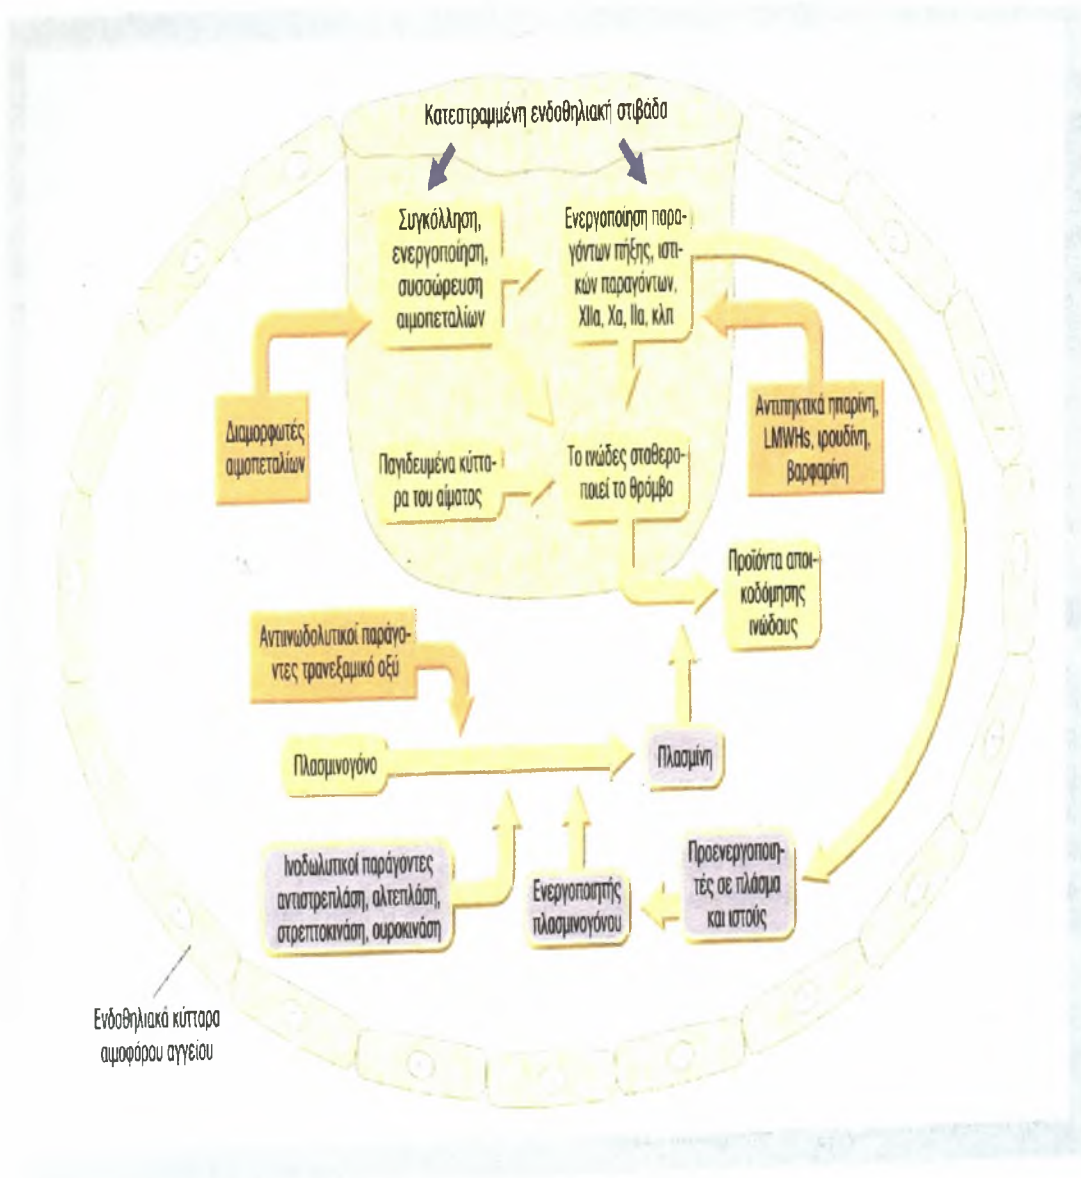 Κατεστραμμένη ενδοθηλιακή στιβάδα
Συγκόλληση,
ενεργοποίηση,
συσσώρευση
αιμοπεταλίων
Ενεργοποίηση παρα-
γόντων πήξης, ιστι-
κών παραγόντων,
XIIa, Xa, IIa, κλπ
Διαμορφωτές
αιμοπεταλίων
Αντιπηκτικά ηπαρίνη,
LMWHs, ιρουδίνη,
βαρφαρίνη
Παγιδευμένα κύττα-
ρα του αίματος
Το ινώδες σταθερο-
ποιεί το θρόμβο
Προϊόντα αποι-
κοδόμησης
ινώδους
Αντιινωδολυτικοί παράγο-
ντες τρανεξαμικό οξύ
Πλασμινογόνο
Πλασμίνη
Ινοδωλυτικοί παράγοντες
αντιστρεπλάση, αλτεπλάση,
στρεπτοκινάση, ουροκινάση
Ενεργοποιητής
πλασμινογόνου
Προενεργοποιη-
τές σε πλάσμα
και ιστούς
Ενδοθηλιακά κύτταρα
αιμοφόρου αγγείου